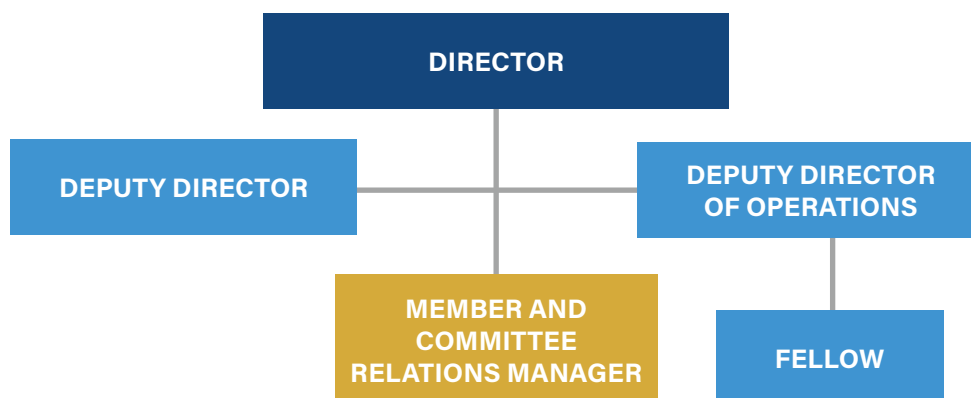 DIRECTOR
DEPUTY DIRECTOR
DEPUTY DIRECTOR
OF OPERATIONS
MEMBER AND
COMMITTEE
RELATIONS MANAGER
FELLOW